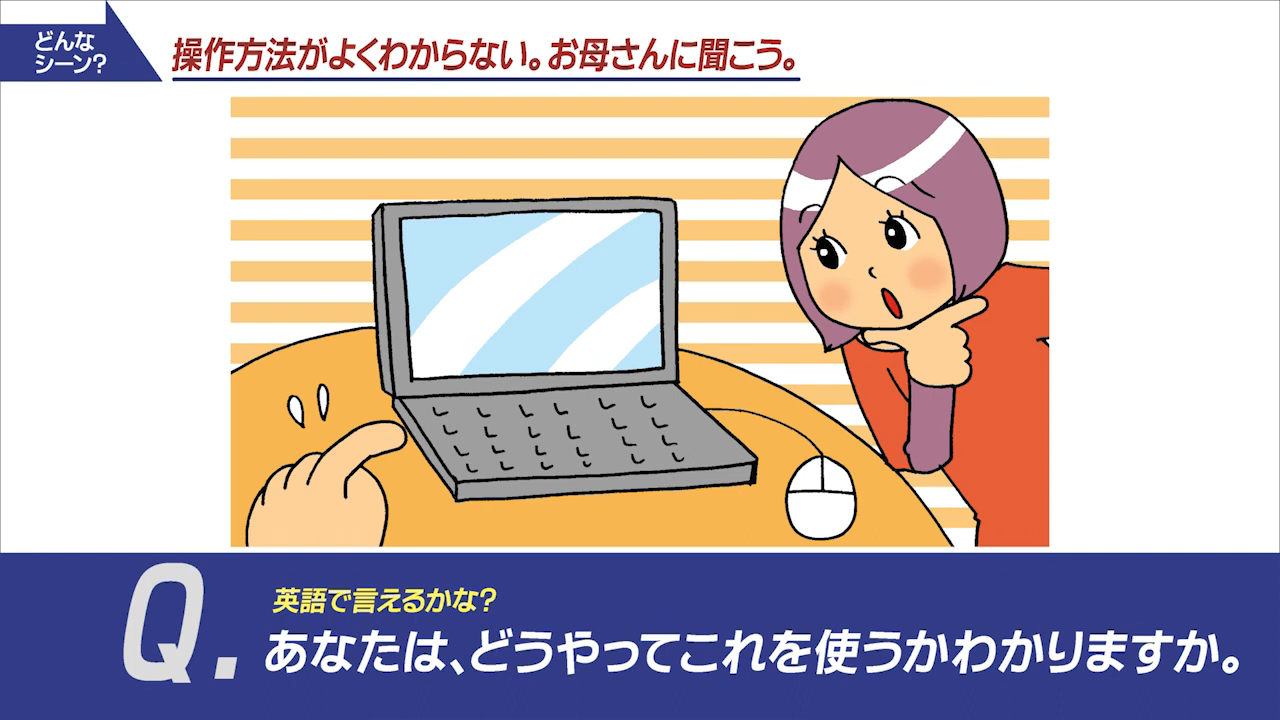 どんな
シーン?
操作方法がよくわからない。お母さんに聞こう。
Q.
英語で言えるかな?
あなたは、どうやってこれを使うかわかりますか。